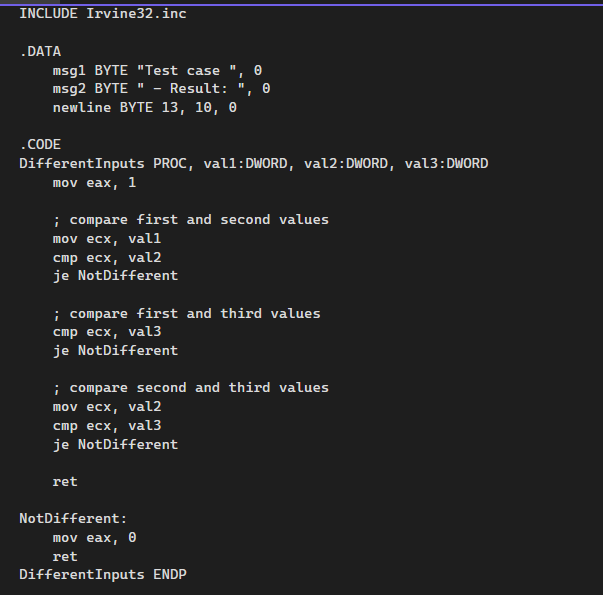 INCLUDE Irvine32.inc

.DATA
    msg1 BYTE "Test case ", 0
    msg2 BYTE " - Result: ", 0
    newline BYTE 13, 10, 0

.CODE
DifferentInputs PROC, val1:DWORD, val2:DWORD, val3:DWORD
    mov eax, 1

    ; compare first and second values
    mov ecx, val1
    cmp ecx, val2
    je NotDifferent

    ; compare first and third values
    cmp ecx, val3
    je NotDifferent

    ; compare second and third values
    mov ecx, val2
    cmp ecx, val3
    je NotDifferent

    ret

NotDifferent:
    mov eax, 0
    ret
DifferentInputs ENDP